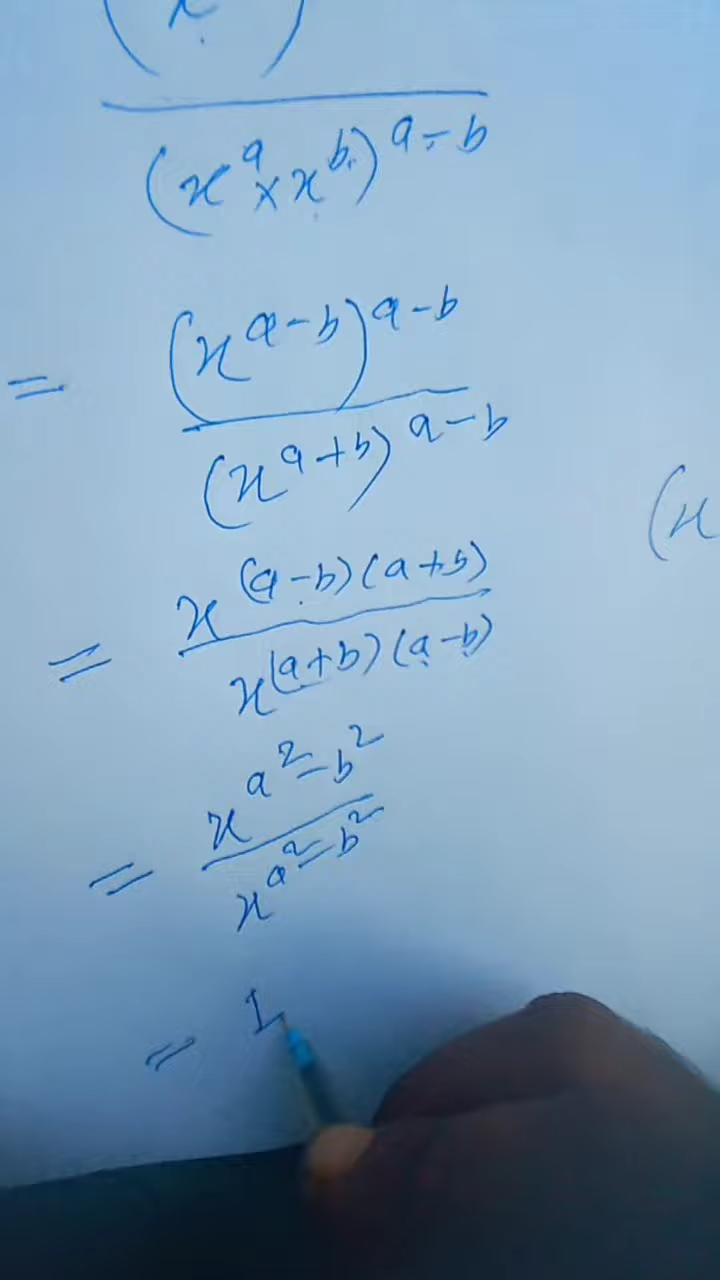 (x)
(x^a × x^b)^a-b
= (x^a-b)^a-b
(x^a+b)^a-b
(x
= x^(a-b)(a+b)
x^(a+b)(a-b)
= x^a²-b²
x^a²-b²
= 1